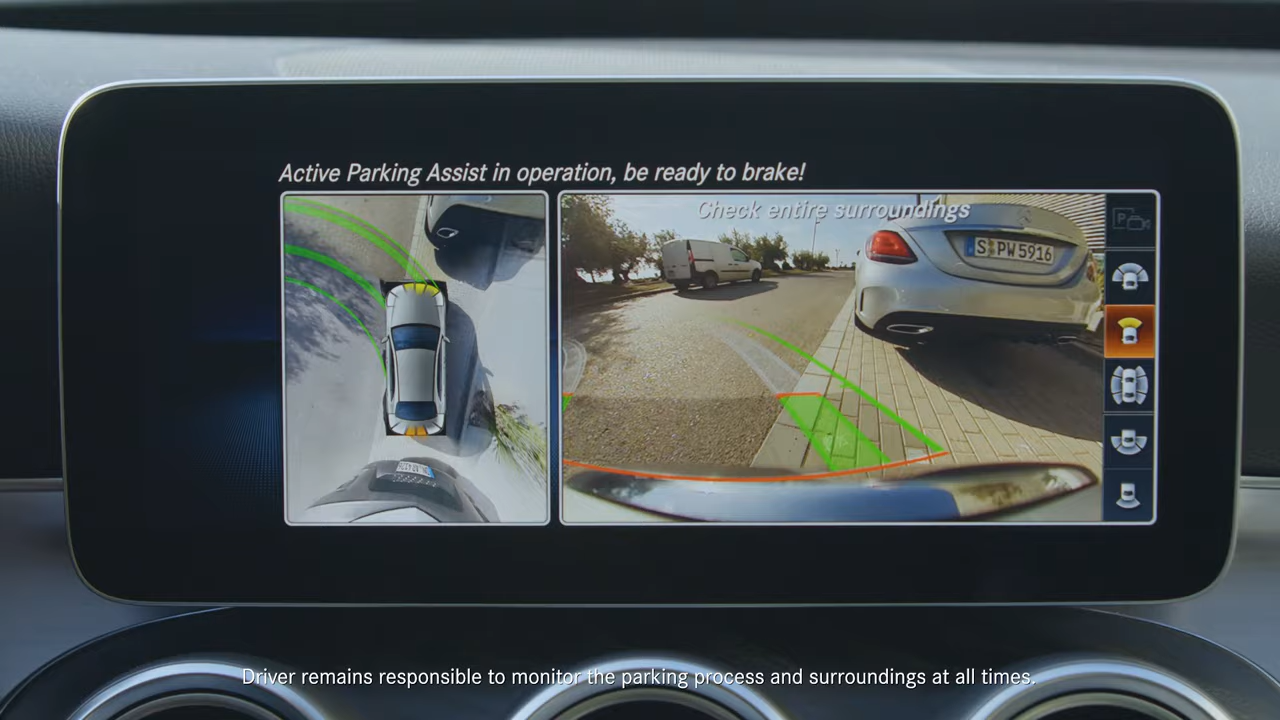 Active Parking Assist in operation, be ready to brake!
Check entire surroundings
S PW 5916
P
Driver remains responsible to monitor the parking process and surroundings at all times.